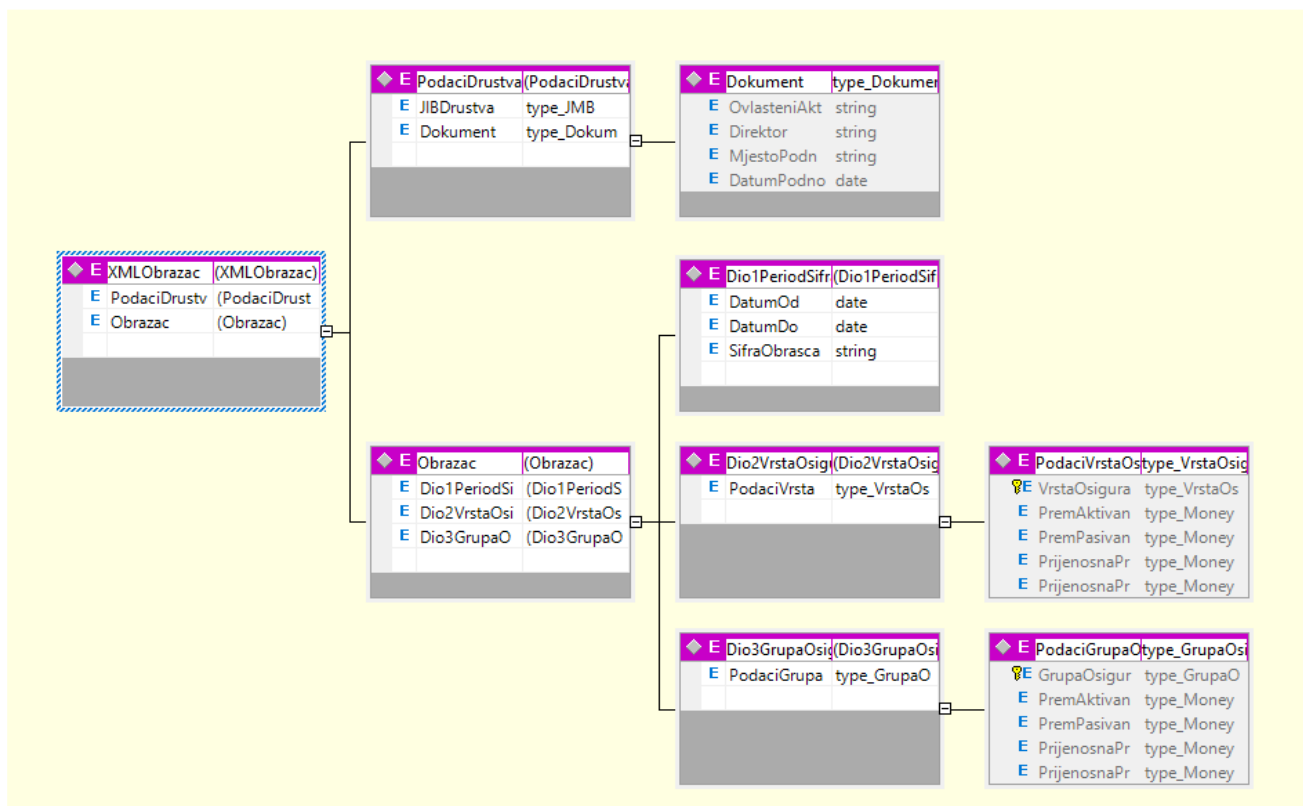 E PodaciDrustva (PodaciDrustva
E JIBDrustva type_JMB
E Dokument type_Dokum
E Dokument type_Dokumen
E OvlasteniAkt string
E Direktor string
E MjestoPodn string
E DatumPodno date
E XMLObrazac (XMLObrazac)
E PodaciDrustv (PodaciDrust
E Obrazac (Obrazac)
E Dio1PeriodSifr (Dio1PeriodSif
E DatumOd date
E DatumDo date
E SifraObrasca string
E Obrazac (Obrazac)
E Dio1PeriodSi (Dio1PeriodS
E Dio2VrstaOsi (Dio2VrstaOs
E Dio3GrupaO (Dio3GrupaO
E Dio2VrstaOsigu (Dio2VrstaOsig
E PodaciVrsta type_VrstaOs
E PodaciVrstaOs type_VrstaOsig
E VrstaOsigura type_VrstaOs
E PremAktivan type_Money
E PremPasivan type_Money
E PrijenosnaPr type_Money
E PrijenosnaPr type_Money
E Dio3GrupaOsig (Dio3GrupaOsi
E PodaciGrupa type_GrupaO
E PodaciGrupaO type_GrupaOsi
E GrupaOsigur type_GrupaO
E PremAktivan type_Money
E PremPasivan type_Money
E PrijenosnaPr type_Money
E PrijenosnaPr type_Money